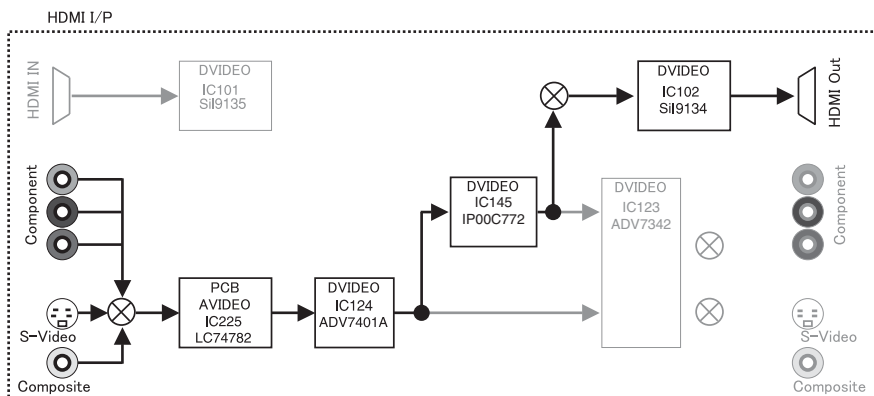 HDMI I/P
HDMI IN
DVIDEO
IC101
SiI9135
DVIDEO
IC102
SiI9134
HDMI Out
Component
DVIDEO
IC145
IP00C772
DVIDEO
IC123
ADV7342
Component
PCB
AVIDEO
IC225
LC74782
DVIDEO
IC124
ADV7401A
S-Video
S-Video
Composite
Composite